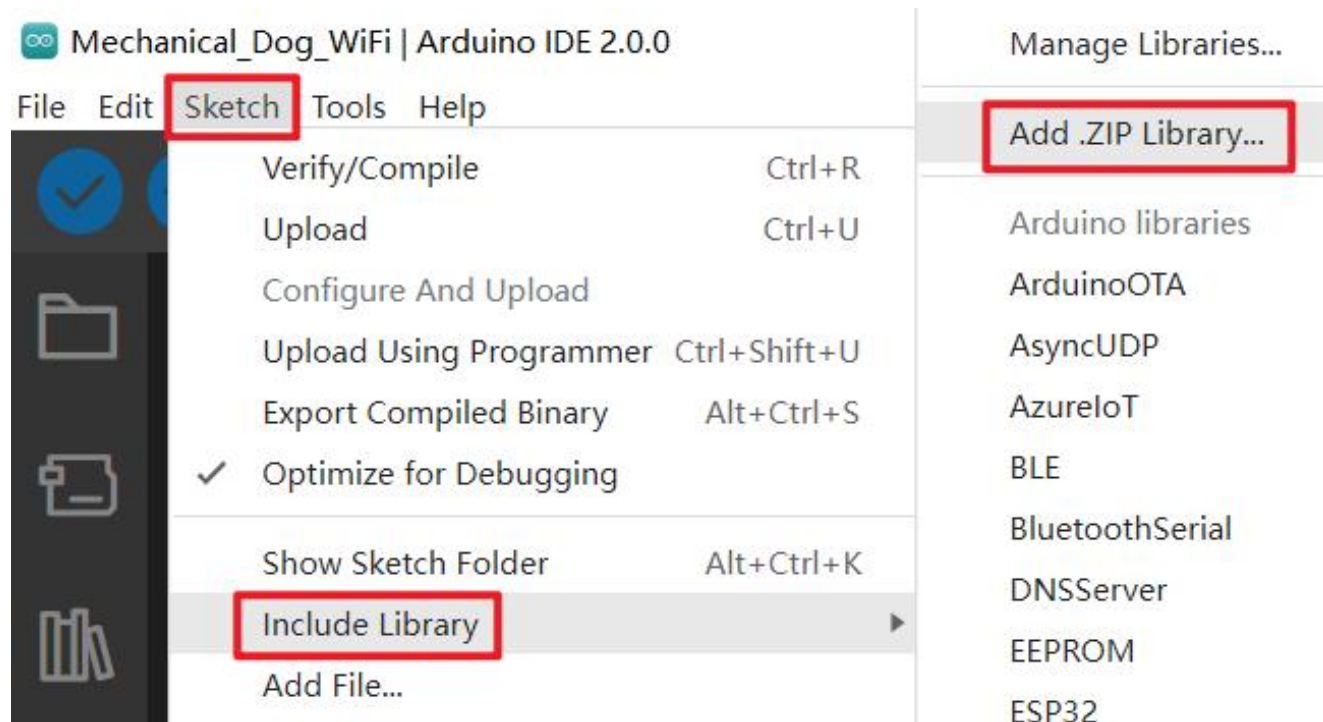 Mechanical_Dog_WiFi | Arduino IDE 2.0.0
File Edit Sketch Tools Help
Verify/Compile Ctrl+R
Upload Ctrl+U
Configure And Upload
Upload Using Programmer Ctrl+Shift+U
Export Compiled Binary Alt+Ctrl+S
Optimize for Debugging
Show Sketch Folder Alt+Ctrl+K
Include Library
Add File...
Manage Libraries...
Add .ZIP Library...
Arduino libraries
ArduinoOTA
AsyncUDP
AzureIoT
BLE
BluetoothSerial
DNSServer
EEPROM
ESP32